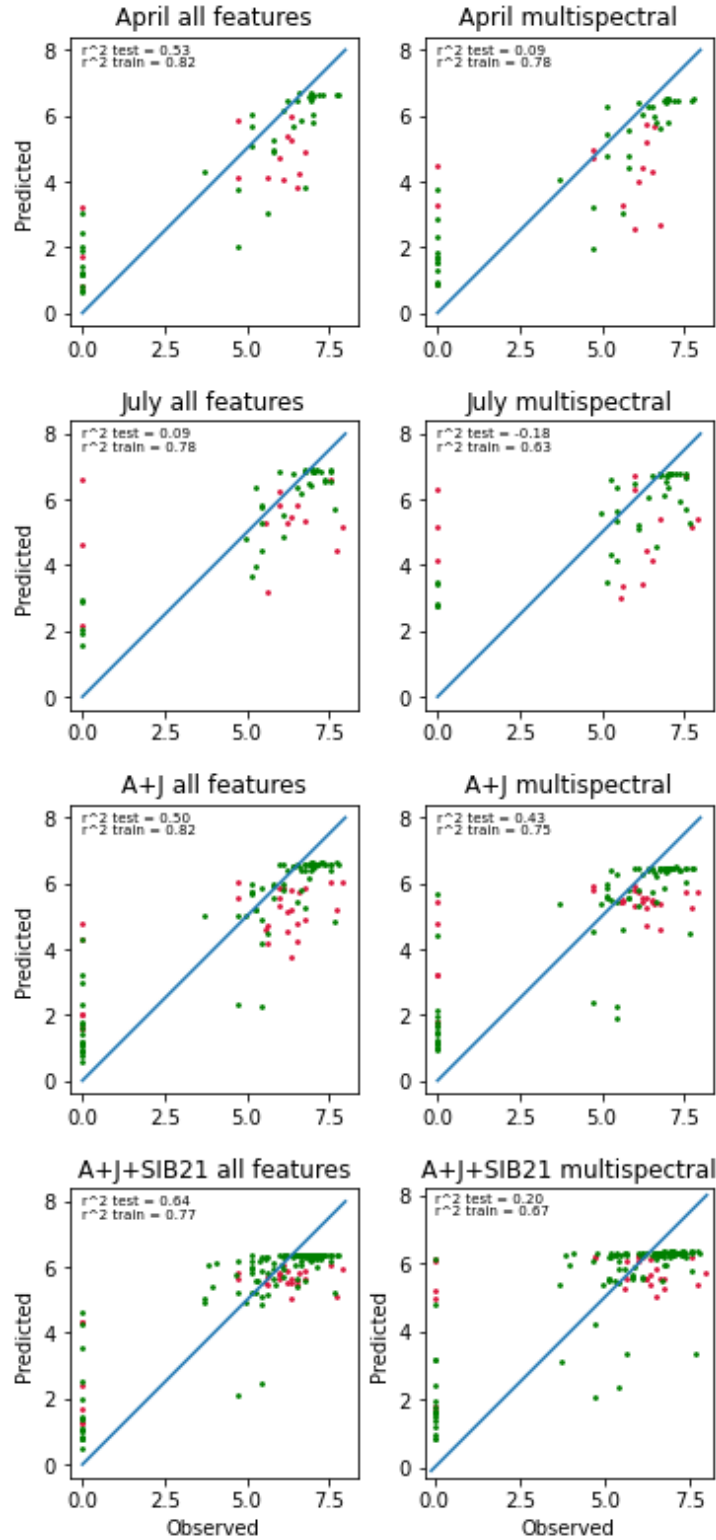 April all features
r^2 test = 0.53
r^2 train = 0.82
8
6
4
2
0
Predicted
0.0 2.5 5.0 7.5
April multispectral
r^2 test = 0.09
r^2 train = 0.78
8
6
4
2
0
0.0 2.5 5.0 7.5
July all features
r^2 test = 0.09
r^2 train = 0.78
8
6
4
2
0
Predicted
0.0 2.5 5.0 7.5
July multispectral
r^2 test = -0.18
r^2 train = 0.63
8
6
4
2
0
0.0 2.5 5.0 7.5
A+J all features
r^2 test = 0.50
r^2 train = 0.82
8
6
4
2
0
Predicted
0.0 2.5 5.0 7.5
A+J multispectral
r^2 test = 0.43
r^2 train = 0.75
8
6
4
2
0
0.0 2.5 5.0 7.5
A+J+SIB21 all features
r^2 test = 0.64
r^2 train = 0.77
8
6
4
2
0
Predicted
0.0 2.5 5.0 7.5
Observed
A+J+SIB21 multispectral
r^2 test = 0.20
r^2 train = 0.67
8
6
4
2
0
Predicted
0.0 2.5 5.0 7.5
Observed